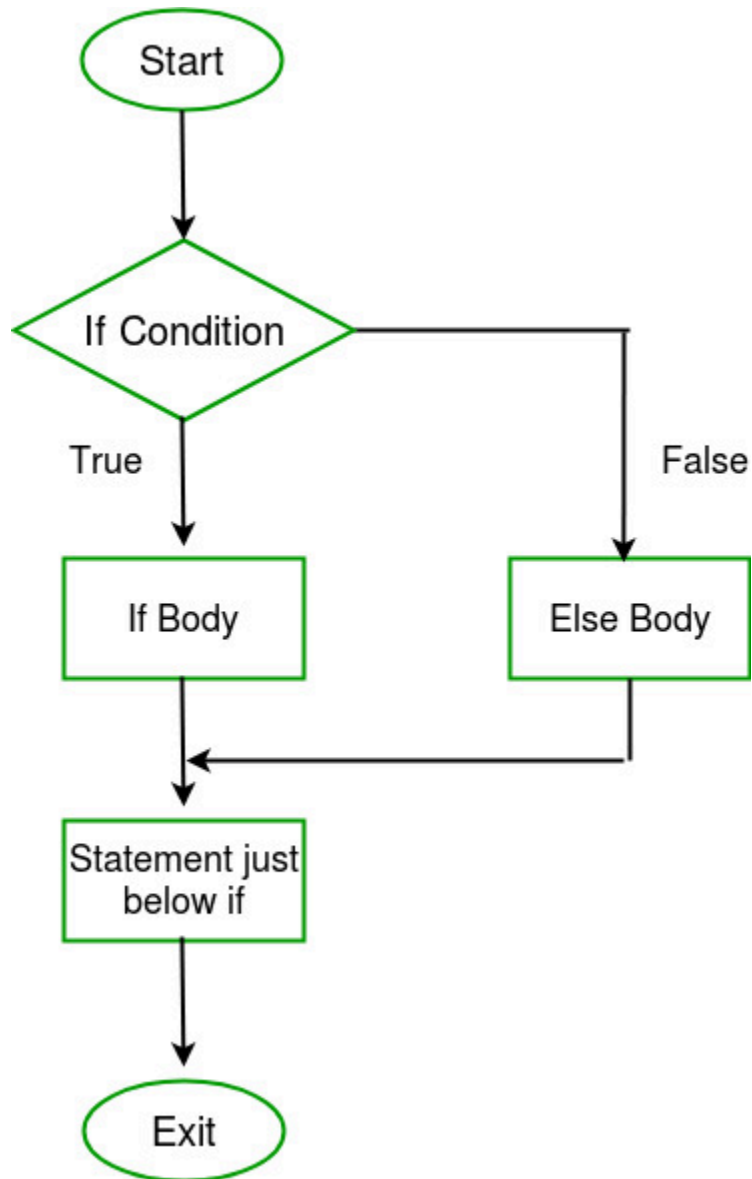 Start
If Condition
True
False
If Body
Else Body
Statement just
below if
Exit